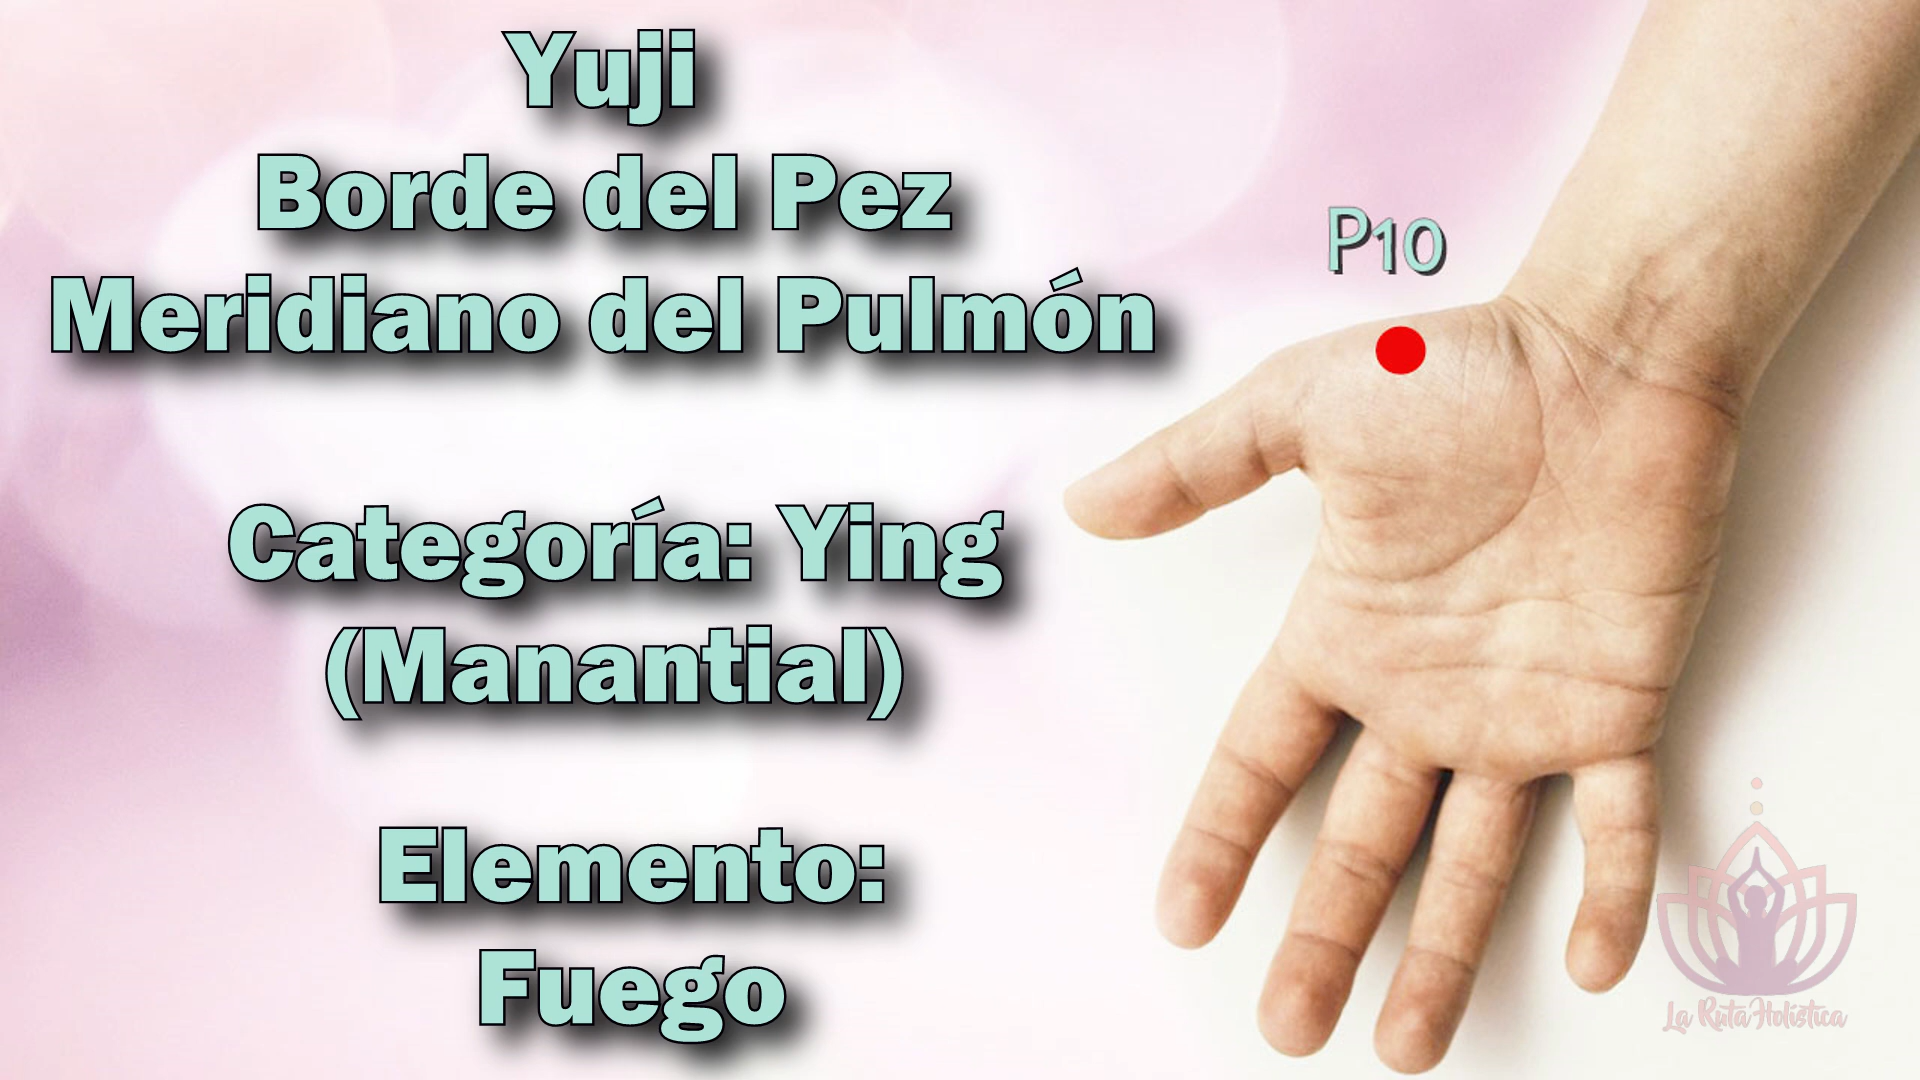 Yuji
Borde del Pez
Meridiano del Pulmón
P10
Categoría: Ying
(Manantial)
Elemento:
Fuego
La Ruta Holística